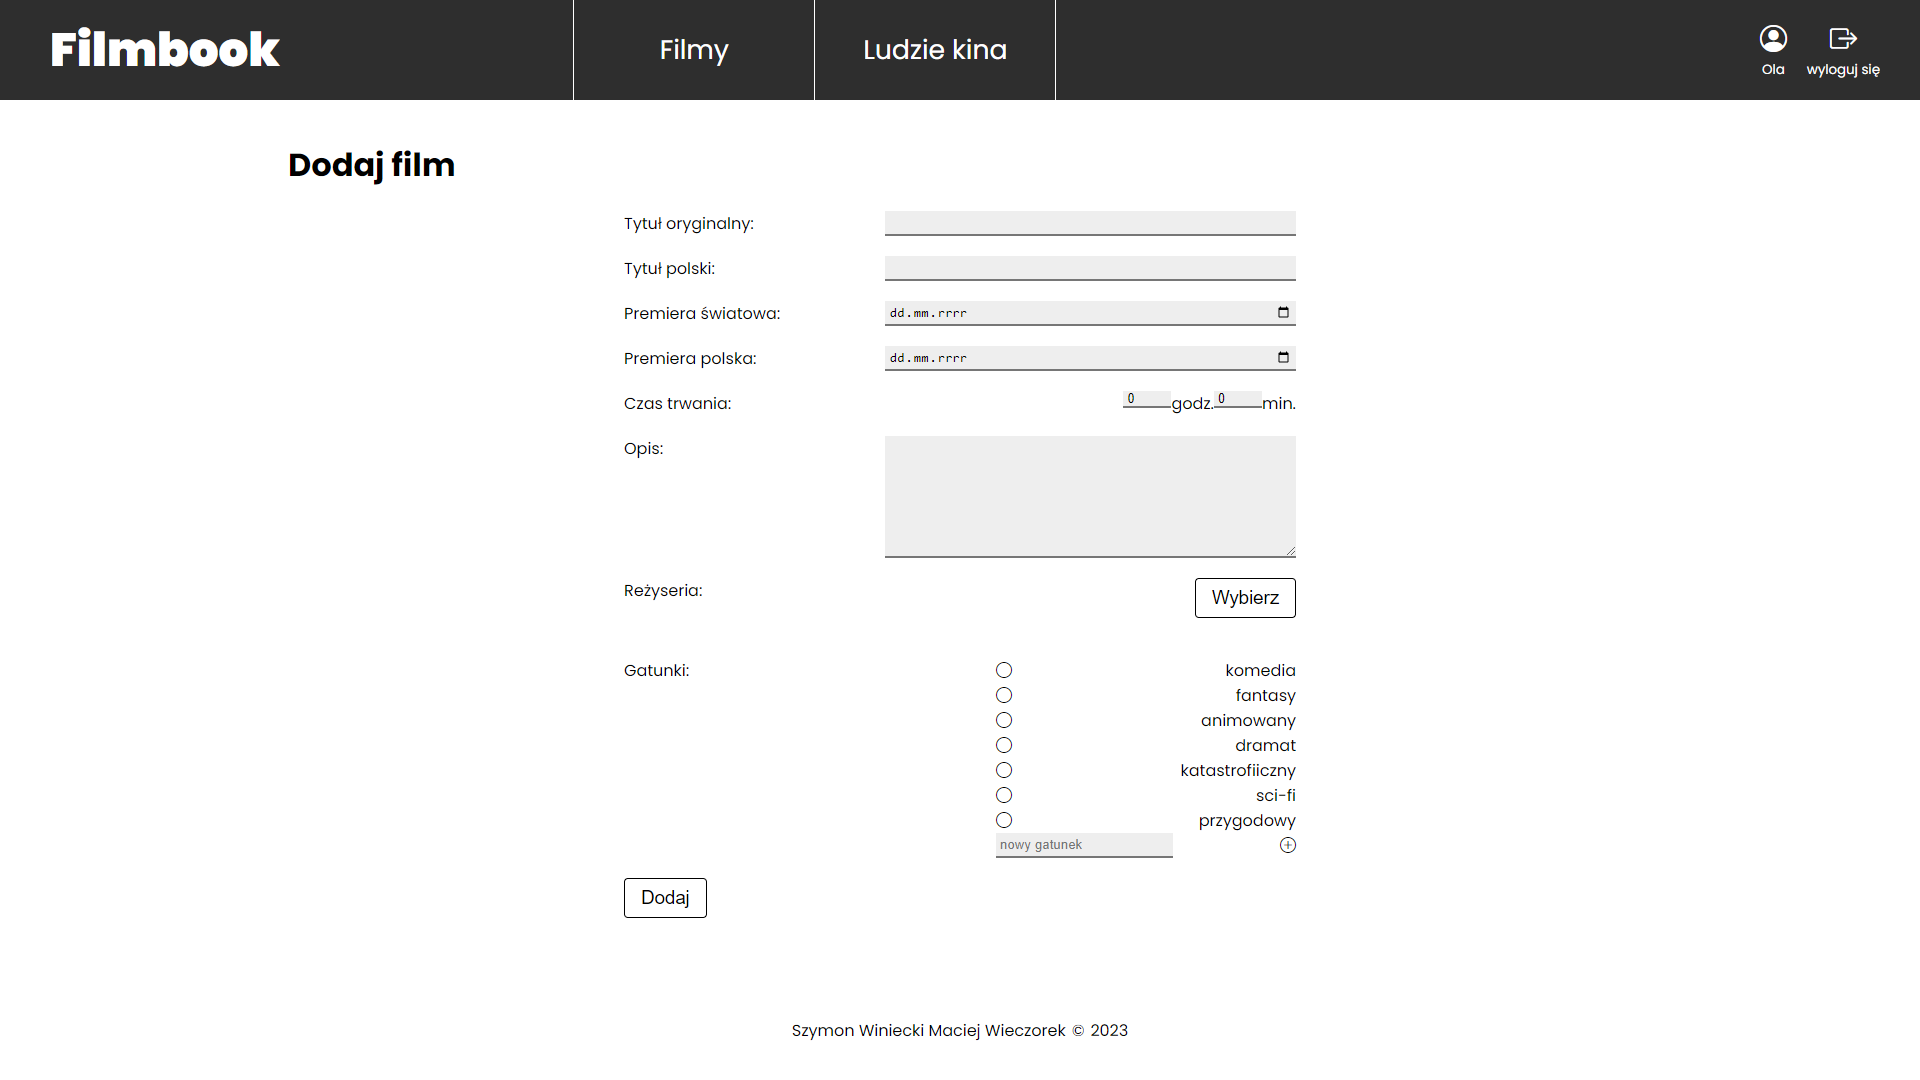 Filmbook
Filmy
Ludzie kina
Ola
wyloguj się
Dodaj film
Tytuł oryginalny:
Tytuł polski:
Premiera światowa:
dd.mm.rrrr
Premiera polska:
dd.mm.rrrr
Czas trwania:
0 godz. 0 min.
Opis:
Reżyseria:
Wybierz
Gatunki:
komedia
fantasy
animowany
dramat
katastrofiiczny
sci-fi
przygodowy
nowy gatunek
Dodaj
Szymon Winiecki Maciej Wieczorek © 2023